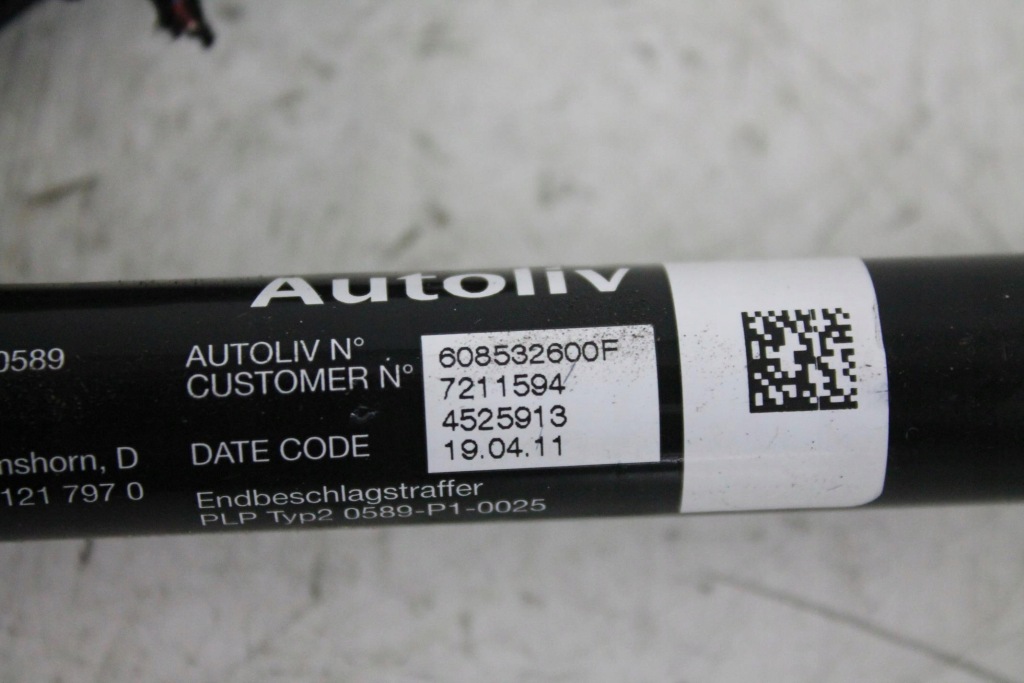 Autoliv
0589
AUTOLIV N° 608532600F
CUSTOMER N° 7211594
4525913
DATE CODE 19.04.11
nshorn, D
121 797 0
Endbeschlagstraffer
PLP Typ2 0589-P1-0025